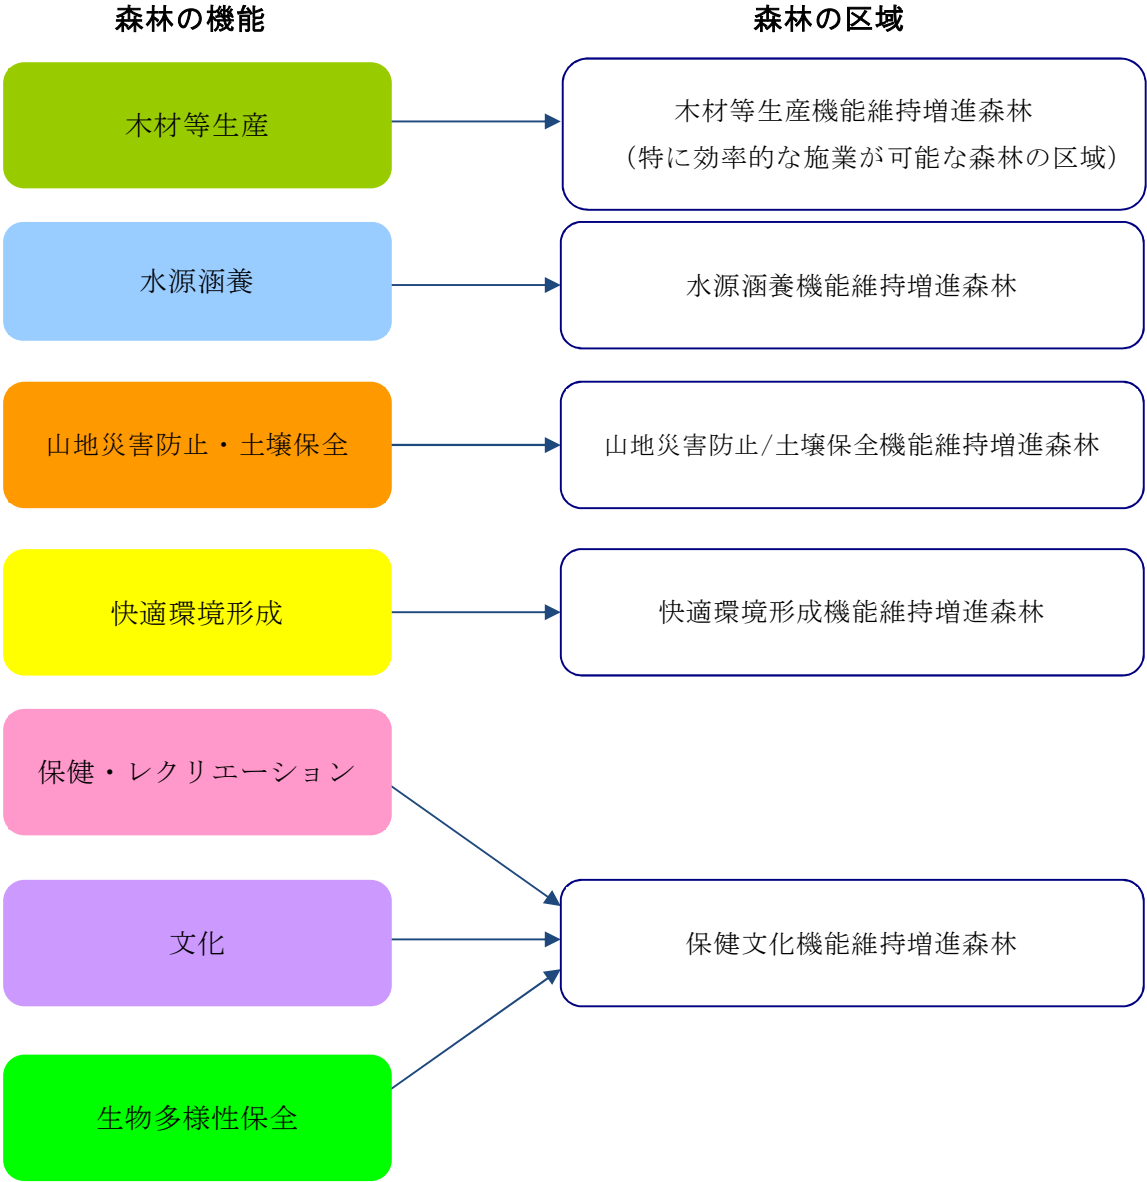 森林の機能
森林の区域
木材等生産
木材等生産機能維持増進森林
（特に効率的な施業が可能な森林の区域）
水源涵養
水源涵養機能維持増進森林
山地災害防止・土壌保全
山地災害防止/土壌保全機能維持増進森林
快適環境形成
快適環境形成機能維持増進森林
保健・レクリエーション
文化
保健文化機能維持増進森林
生物多様性保全